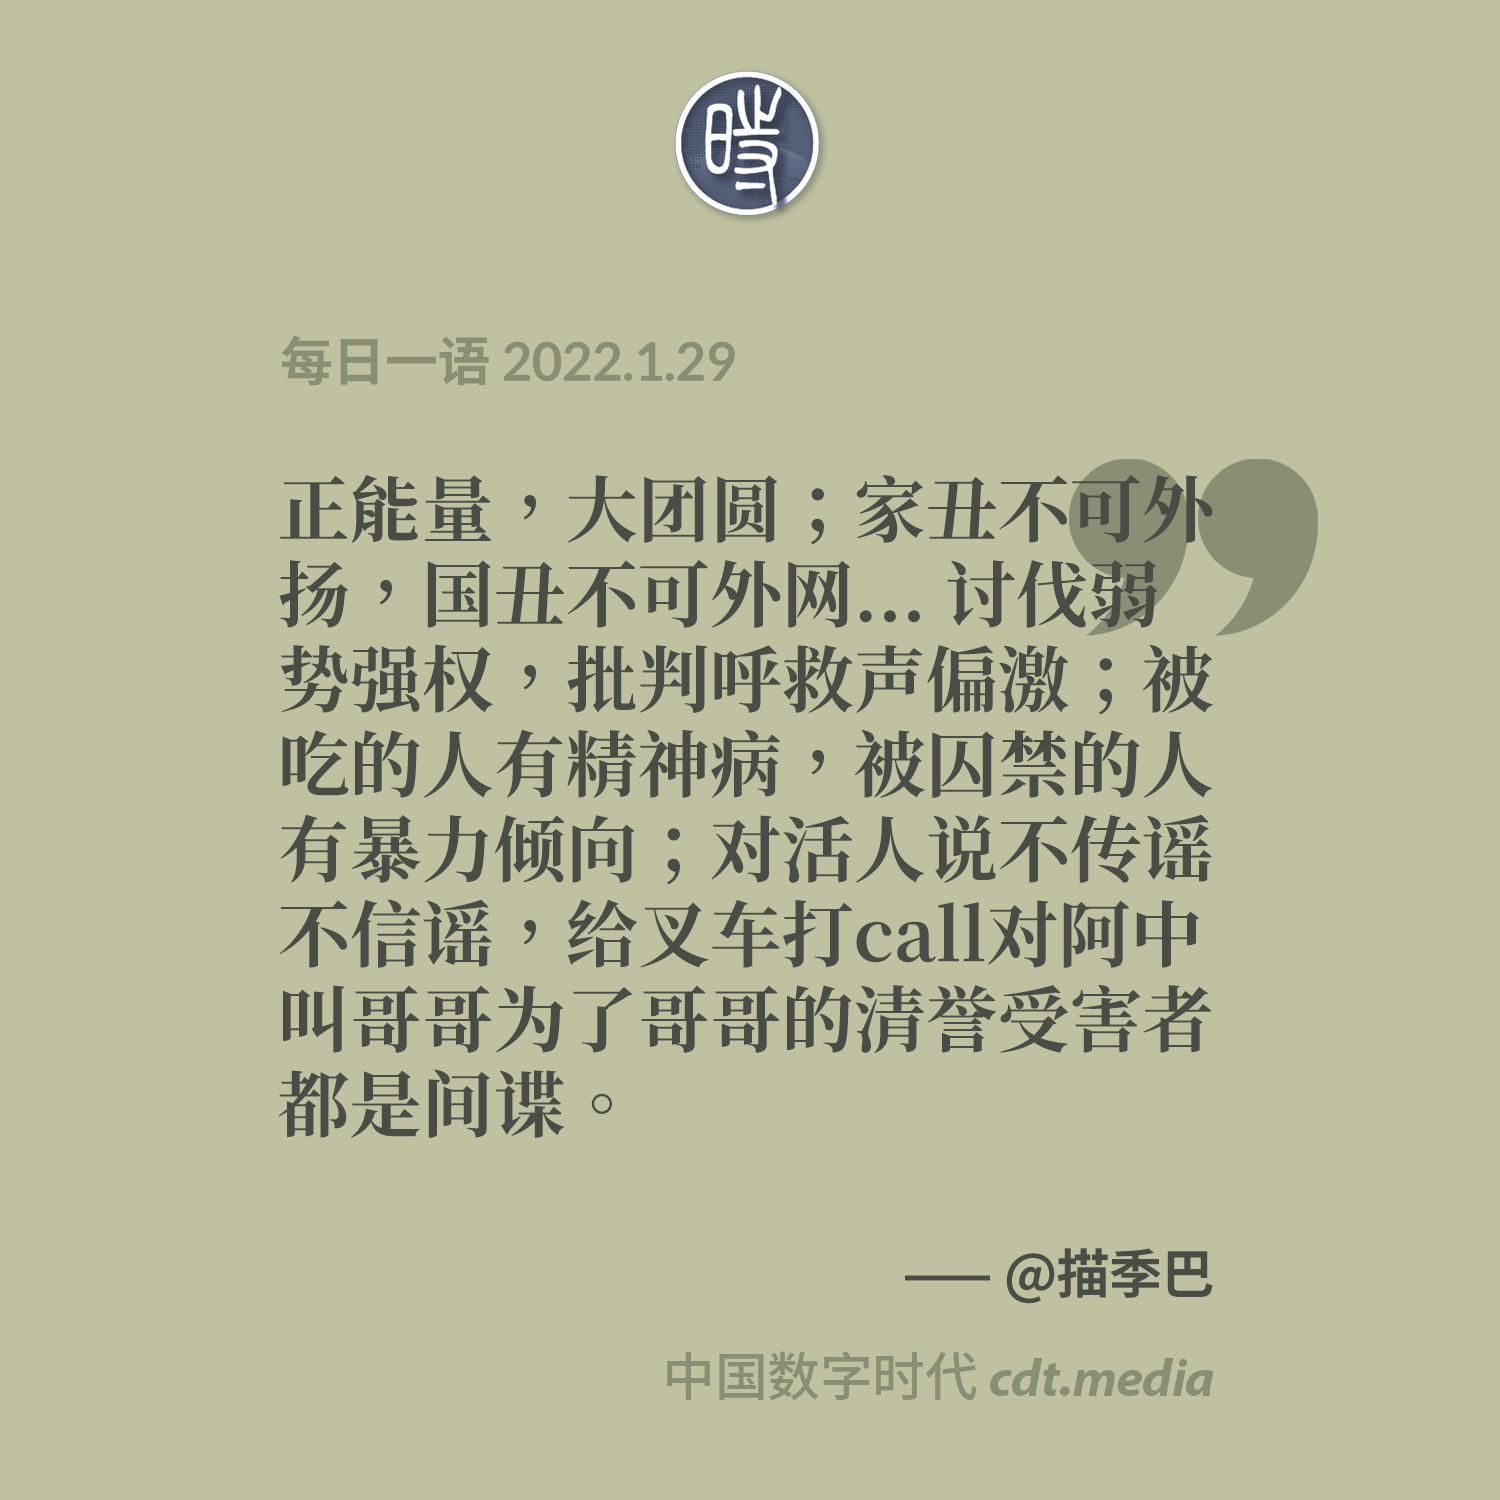 時
每日一语 2022.1.29
正能量，大团圆；家丑不可外
扬，国丑不可外网... 讨伐弱
势强权，批判呼救声偏激；被
吃的人有精神病，被囚禁的人
有暴力倾向；对活人说不传谣
不信谣，给叉车打call对阿中
叫哥哥为了哥哥的清誉受害者
都是间谍。
—— @描季巴
中国数字时代 cdt.media